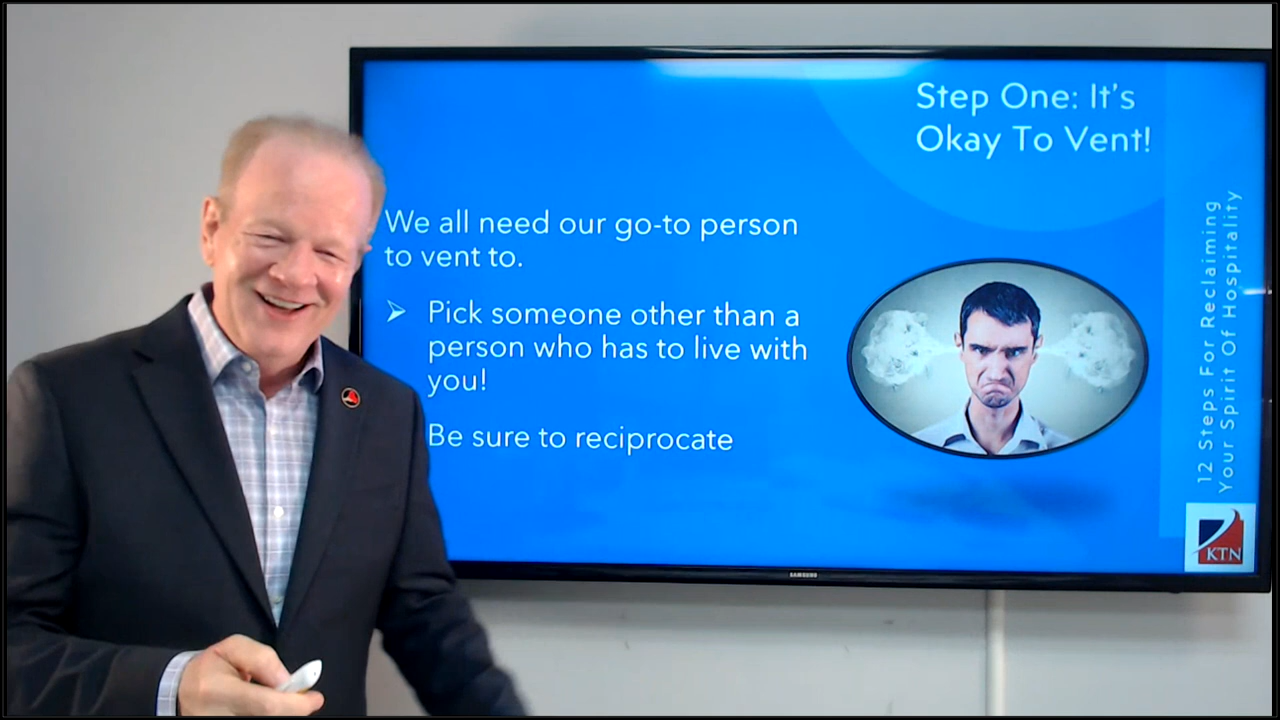 Step One: It's
Okay To Vent!
We all need our go-to person
to vent to.
Pick someone other than a
person who has to live with
you!
Be sure to reciprocate
12 Steps For Reclaiming
Your Spirit Of Hospitality
KTN
SAMSUNG